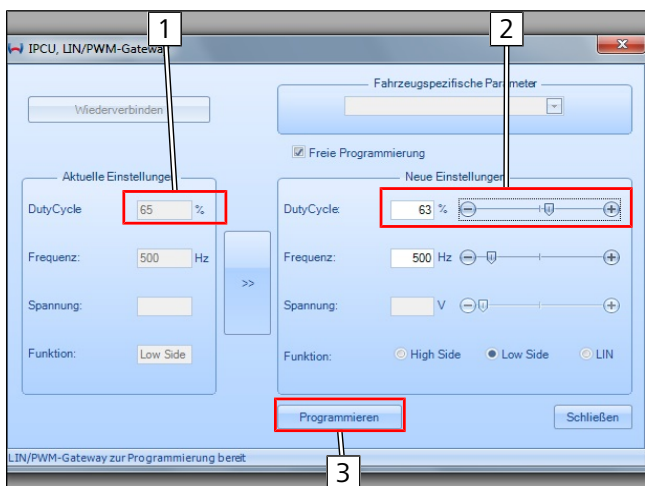 1
2
IPCU, LIN/PWM-Gateway
Fahrzeugspezifische Parameter
Wiederverbinden
Freie Programmierung
Aktuelle Einstellungen
Neue Einstellungen
DutyCycle
65 %
DutyCycle:
63 %
Frequenz:
500 Hz
>>
Frequenz:
500 Hz
Spannung:
Spannung:
V
Funktion:
Low Side
Funktion:
High Side
Low Side
LIN
Programmieren
Schließen
LIN/PWM-Gateway zur Programmierung bereit
3